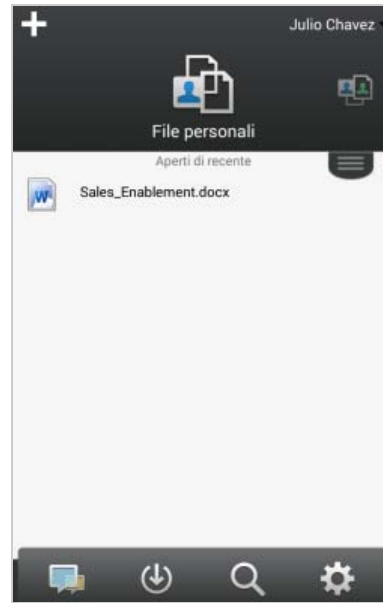 Julio Chavez
File personali
Aperti di recente
Sales_Enablement.docx